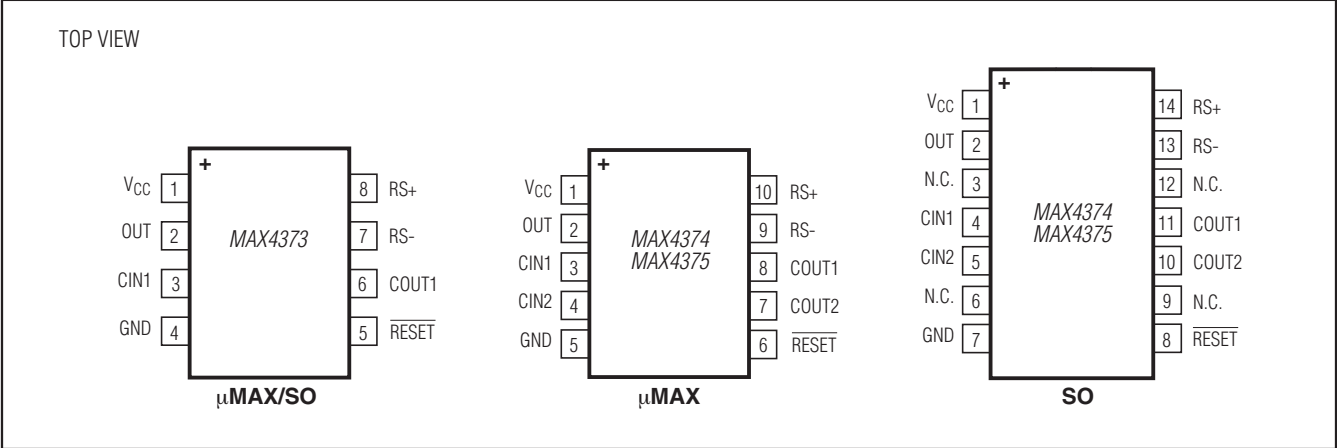 TOP VIEW
+
VCC 1
OUT 2
CIN1 3
GND 4
MAX4373
8 RS+
7 RS-
6 COUT1
5 RESET
μMAX/SO
+
VCC 1
OUT 2
CIN1 3
CIN2 4
GND 5
MAX4374
MAX4375
10 RS+
9 RS-
8 COUT1
7 COUT2
6 RESET
μMAX
+
VCC 1
OUT 2
N.C. 3
CIN1 4
CIN2 5
N.C. 6
GND 7
MAX4374
MAX4375
14 RS+
13 RS-
12 N.C.
11 COUT1
10 COUT2
9 N.C.
8 RESET
SO